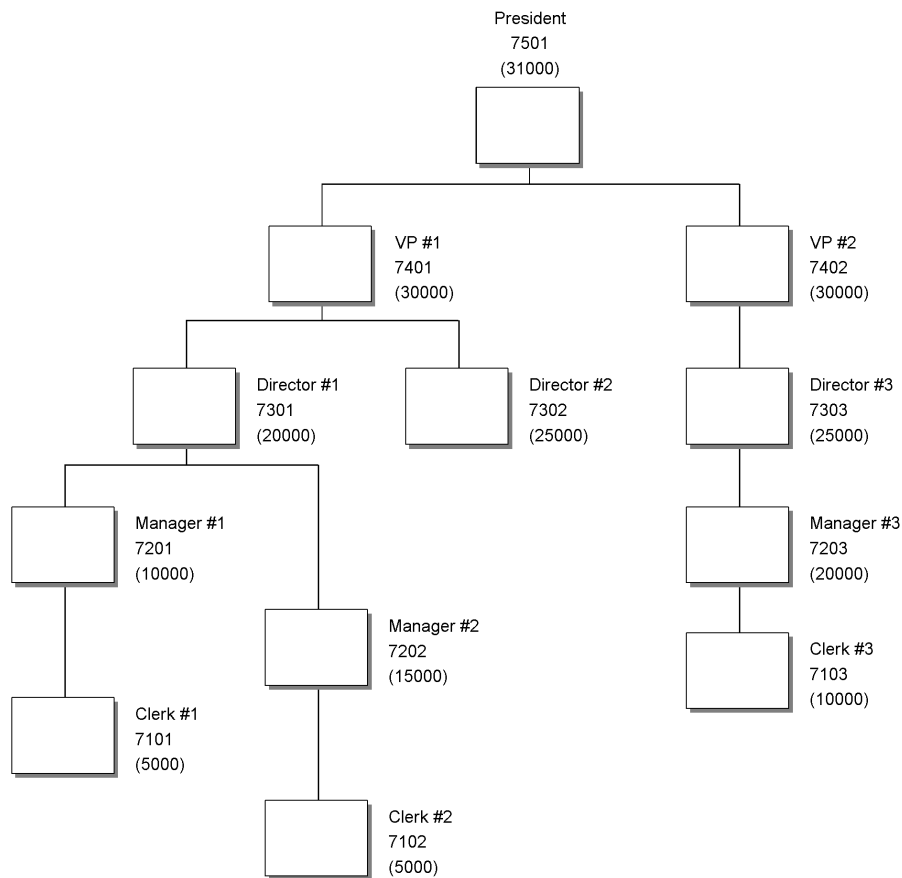 President
7501
(31000)
VP #1
7401
(30000)
VP #2
7402
(30000)
Director #1
7301
(20000)
Director #2
7302
(25000)
Director #3
7303
(25000)
Manager #1
7201
(10000)
Manager #3
7203
(20000)
Manager #2
7202
(15000)
Clerk #3
7103
(10000)
Clerk #1
7101
(5000)
Clerk #2
7102
(5000)